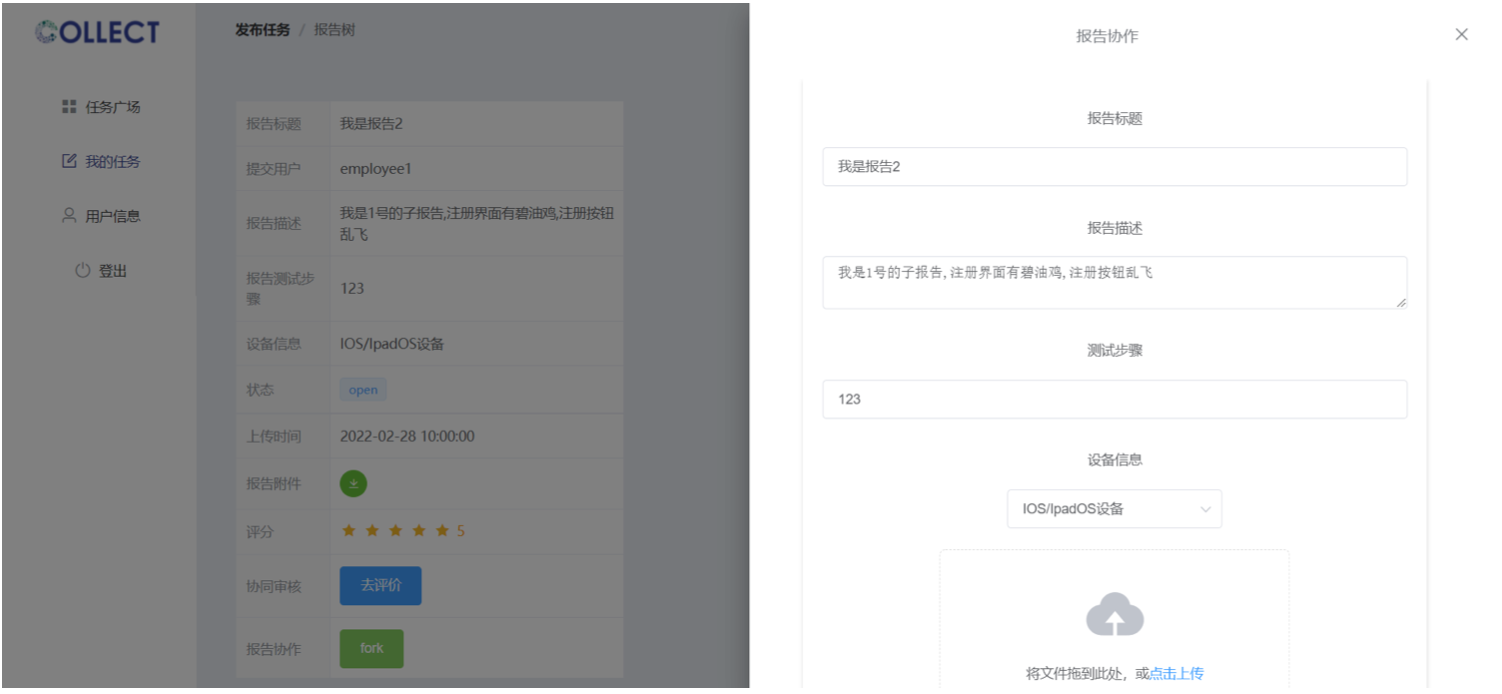 COLLECT
任务广场
我的任务
用户信息
登出
发布任务 / 报告树
报告标题 我是报告2
提交用户 employee1
报告描述 我是1号的子报告,注册界面有碧油鸡,注册按钮
乱飞
报告测试步
骤 123
设备信息 IOS/IpadOS设备
状态 open
上传时间 2022-02-28 10:00:00
报告附件
评分 5
协同审核 去评价
报告协作 fork
报告协作
报告标题
我是报告2
报告描述
我是1号的子报告,注册界面有碧油鸡,注册按钮乱飞
测试步骤
123
设备信息
IOS/IpadOS设备
将文件拖到此处，或点击上传